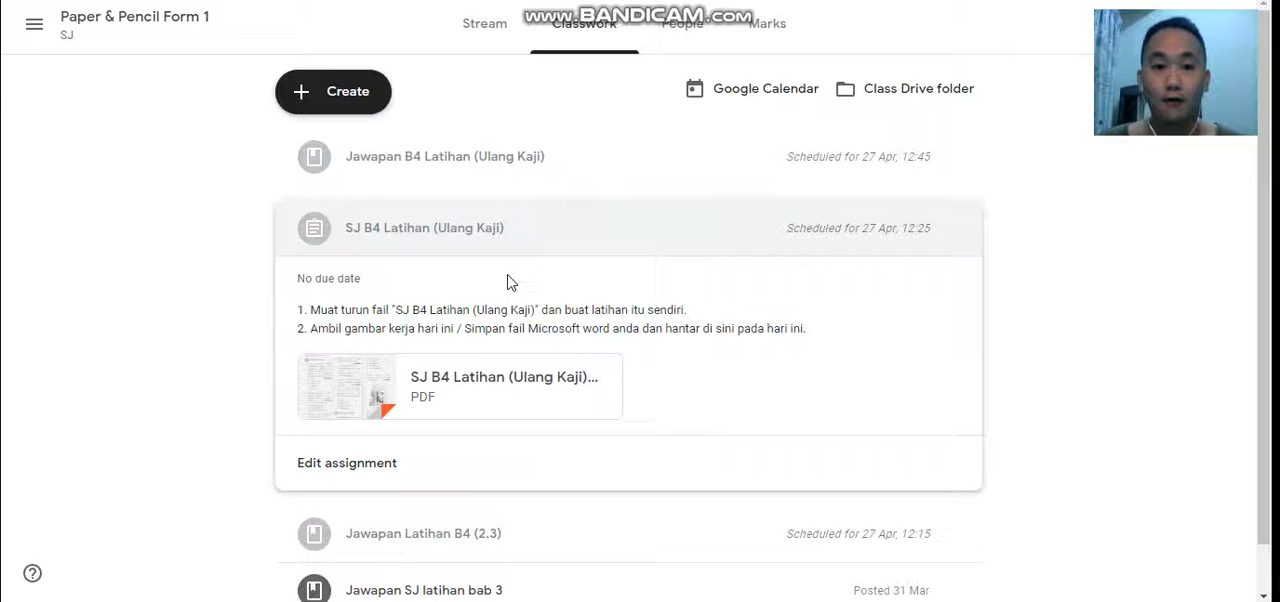 Paper & Pencil Form 1
SJ
Stream
Classwork
People
Marks
www.BANDICAM.com
Create
Google Calendar
Class Drive folder
Jawapan B4 Latihan (Ulang Kaji)
Scheduled for 27 Apr, 12:45
SJ B4 Latihan (Ulang Kaji)
Scheduled for 27 Apr, 12:25
No due date
1. Muat turun fail "SJ B4 Latihan (Ulang Kaji)" dan buat latihan itu sendiri.
2. Ambil gambar kerja hari ini / Simpan fail Microsoft word anda dan hantar di sini pada hari ini.
SJ B4 Latihan (Ulang Kaji)...
PDF
Edit assignment
Jawapan Latihan B4 (2.3)
Scheduled for 27 Apr, 12:15
Jawapan SJ latihan bab 3
Posted 31 Mar